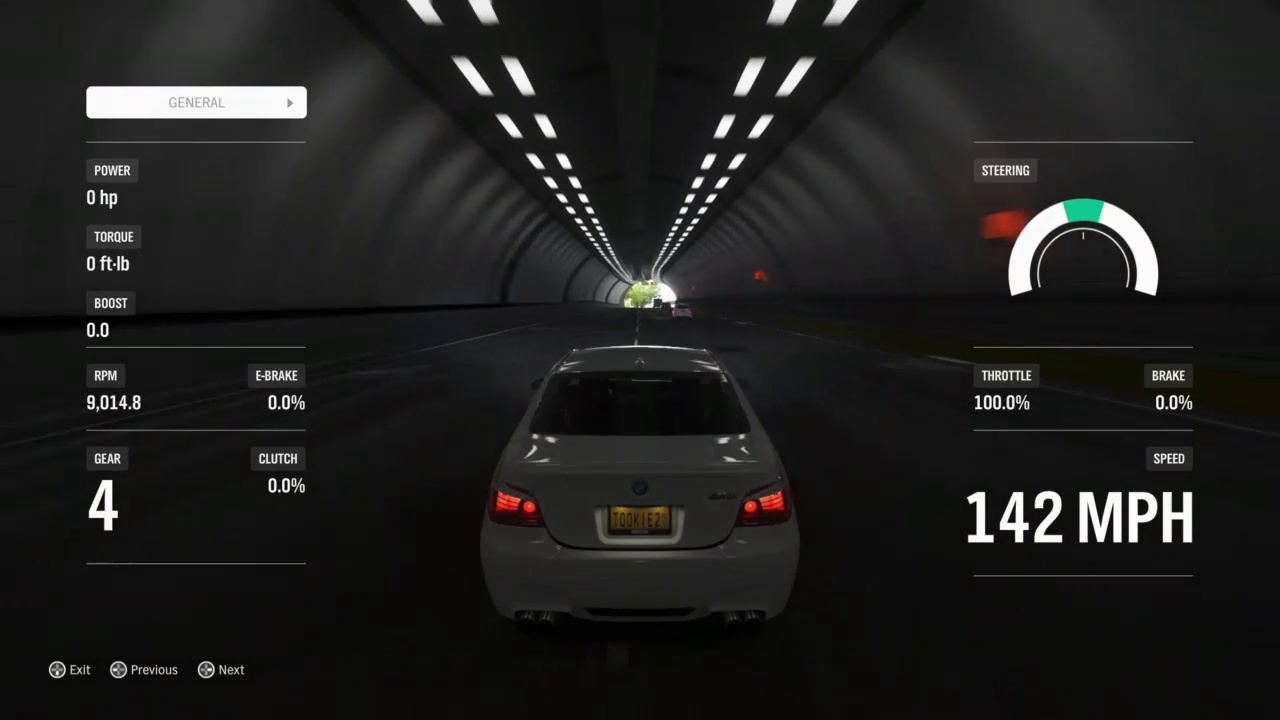 GENERAL
POWER
0 hp
TORQUE
0 ft·lb
BOOST
0.0
RPM
E-BRAKE
9,014.8
0.0%
GEAR
CLUTCH
4
0.0%
STEERING
THROTTLE
BRAKE
100.0%
0.0%
SPEED
142 MPH
TOOKIE2
Exit
Previous
Next